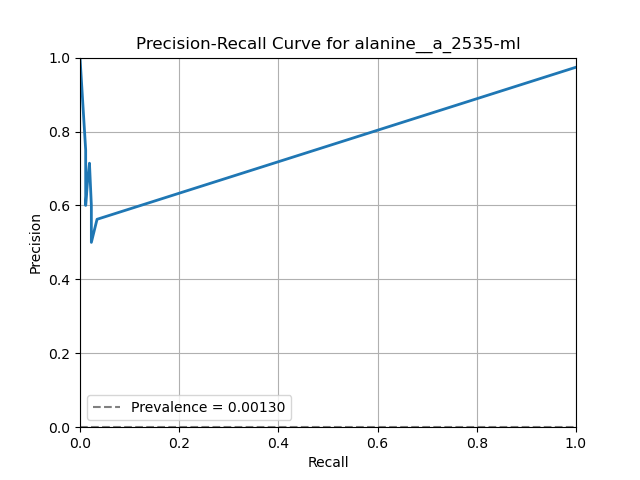 Precision-Recall Curve for alanine__a_2535-ml
1.0
0.8
0.6
0.4
0.2
0.0
Precision
Prevalence = 0.00130
0.0 0.2 0.4 0.6 0.8 1.0
Recall